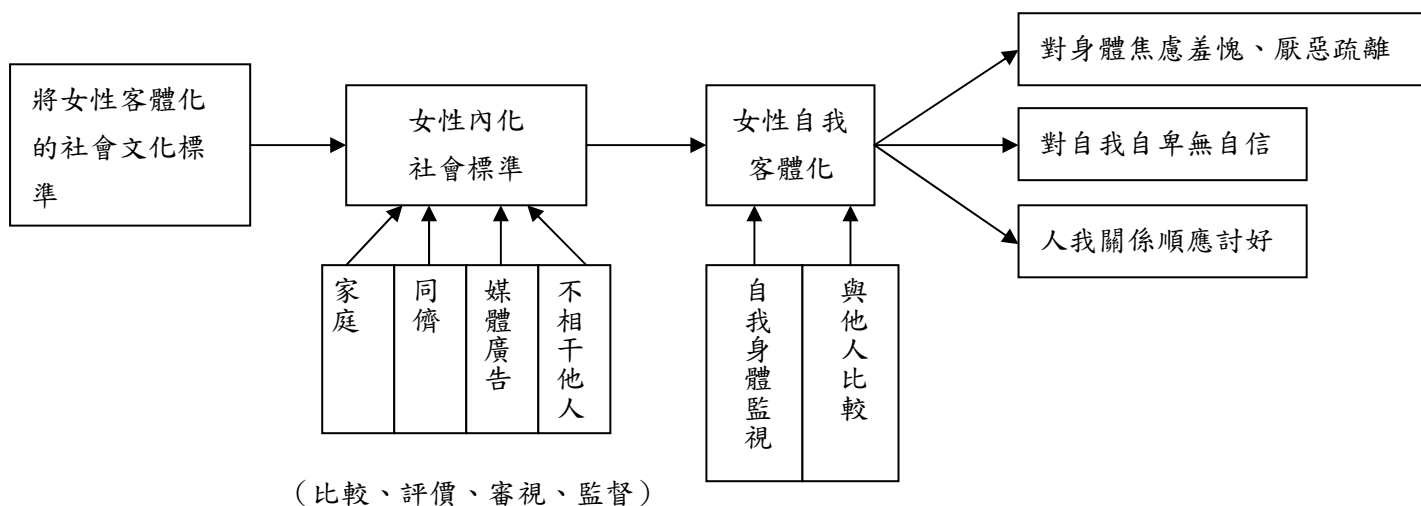 將女性客體化
的社會文化標
準
女性內化
社會標準
女性自我
客體化
對身體焦慮羞愧、厭惡疏離
對自我自卑無自信
人我關係順應討好
家庭
同儕
媒體廣告
不相干他人
自我身體監視
與他人比較
（比較、評價、審視、監督）